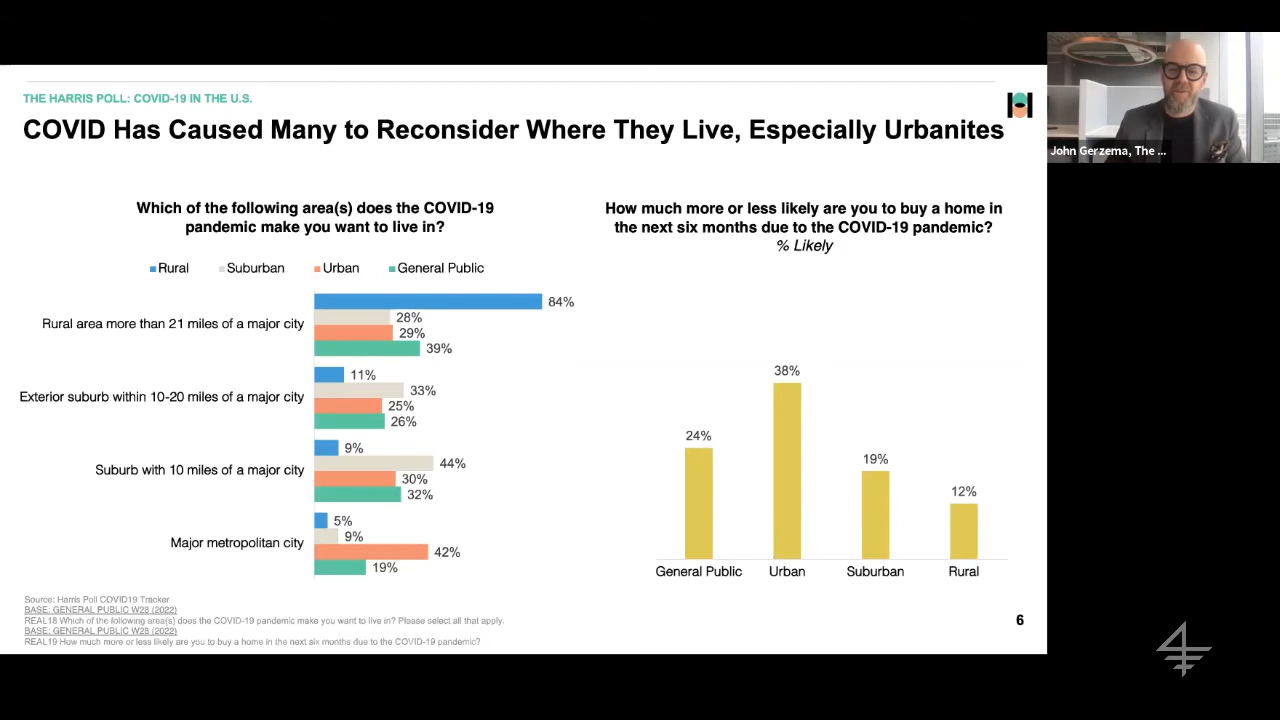 THE HARRIS POLL: COVID-19 IN THE U.S.
COVID Has Caused Many to Reconsider Where They Live, Especially Urbanites
John Gerzema, The ...
Which of the following area(s) does the COVID-19
pandemic make you want to live in?
Rural Suburban Urban General Public
Rural area more than 21 miles of a major city
84%
28%
29%
39%
Exterior suburb within 10-20 miles of a major city
11%
33%
25%
26%
Suburb with 10 miles of a major city
9%
44%
30%
32%
Major metropolitan city
5%
9%
42%
19%
How much more or less likely are you to buy a home in
the next six months due to the COVID-19 pandemic?
% Likely
24%
38%
19%
12%
General Public Urban Suburban Rural
Source: Harris Poll COVID19 Tracker
BASE: GENERAL PUBLIC W28 (2022)
REAL18 Which of the following area(s) does the COVID-19 pandemic make you want to live in? Please select all that apply.
BASE: GENERAL PUBLIC W28 (2022)
REAL19 How much more or less likely are you to buy a home in the next six months due to the COVID-19 pandemic?
6